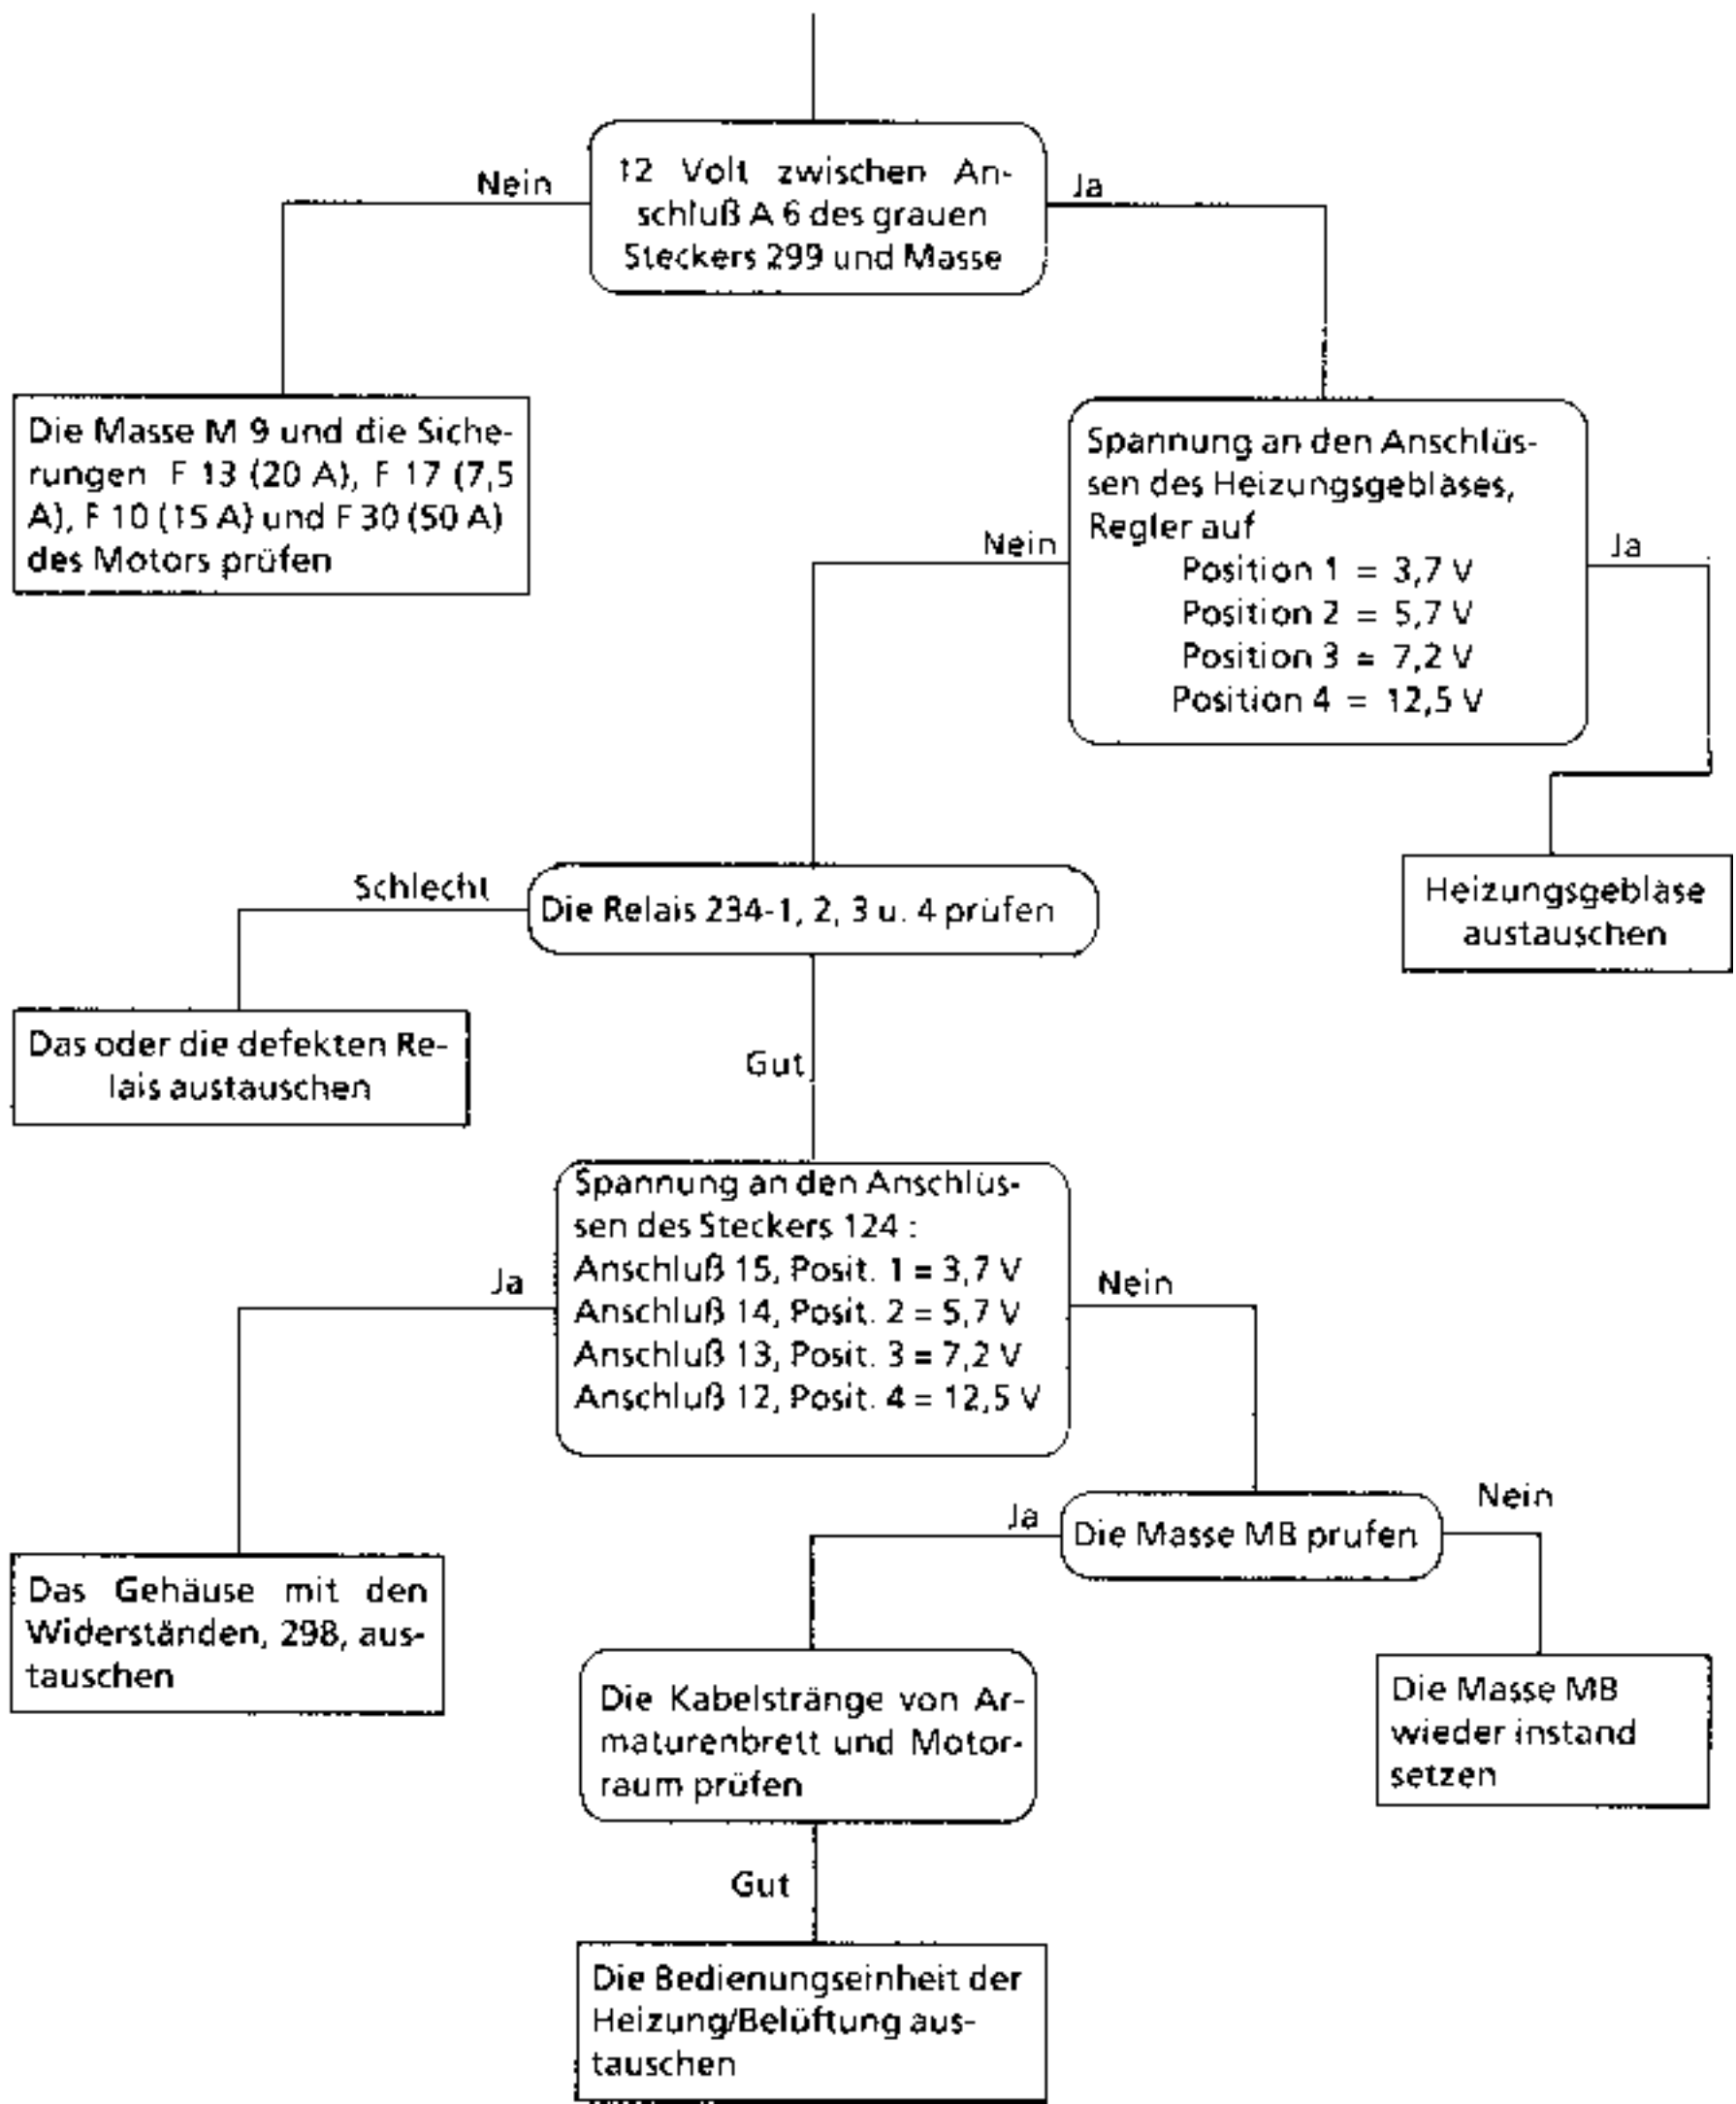 Nein
12 Volt zwischen An-
schluß A 6 des grauen
Steckers 299 und Masse
Ja
Die Masse M 9 und die Siche-
rungen F 13 (20 A), F 17 (7,5
A), F 10 (15 A) und F 30 (50 A)
des Motors prüfen
Spannung an den Anschlüs-
sen des Heizungsgebläses,
Regler auf
Position 1 = 3,7 V
Position 2 = 5,7 V
Position 3 = 7,2 V
Position 4 = 12,5 V
Nein
Ja
Schlecht
Die Relais 234-1, 2, 3 u. 4 prüfen
Heizungsgebläse
austauschen
Das oder die defekten Re-
lais austauschen
Gut
Spannung an den Anschlüs-
sen des Steckers 124 :
Anschluß 15, Posit. 1 = 3,7 V
Anschluß 14, Posit. 2 = 5,7 V
Anschluß 13, Posit. 3 = 7,2 V
Anschluß 12, Posit. 4 = 12,5 V
Ja
Nein
Ja
Die Masse MB prufen
Nein
Das Gehäuse mit den
Widerständen, 298, aus-
tauschen
Die Kabelstränge von Ar-
maturenbrett und Motor-
raum prüfen
Die Masse MB
wieder instand
setzen
Gut
Die Bedienungseinheit der
Heizung/Belüftung aus-
tauschen